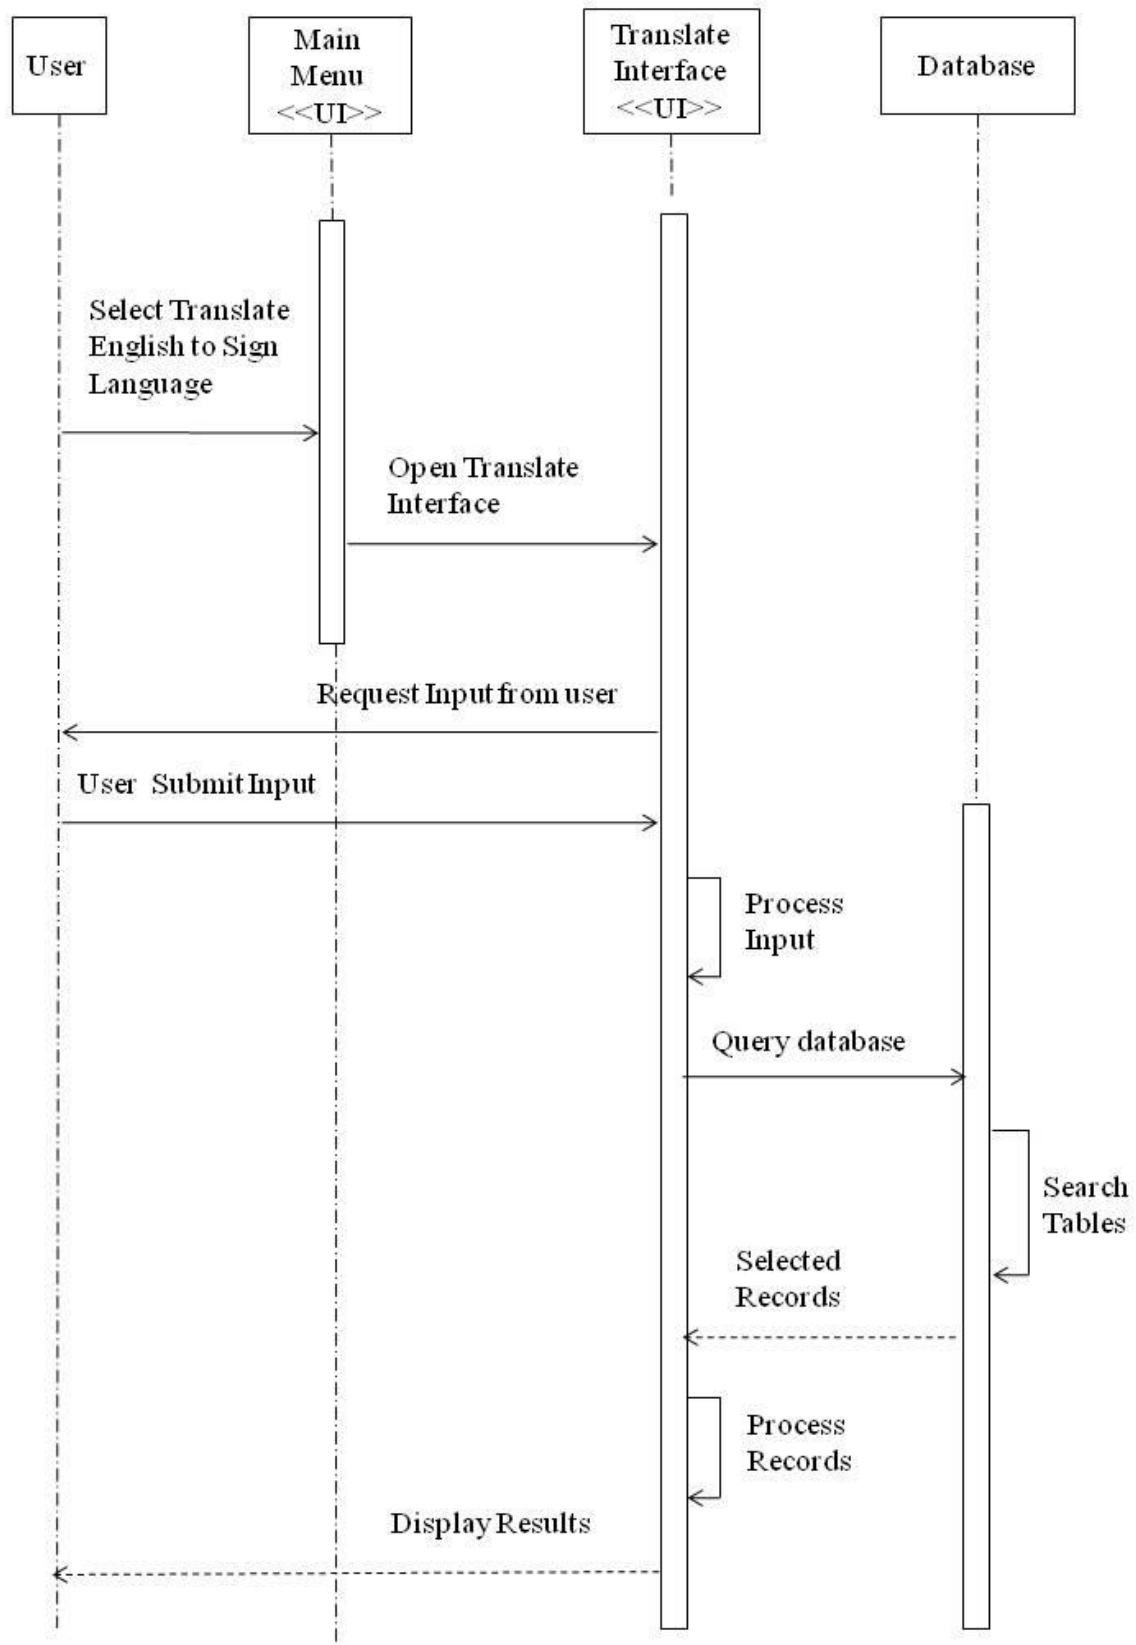 User
Main
Menu
<<UI>>
Translate
Interface
<<UI>>
Database
Select Translate
English to Sign
Language
Open Translate
Interface
Request Input from user
User Submit Input
Process
Input
Query database
Search
Tables
Selected
Records
Process
Records
Display Results